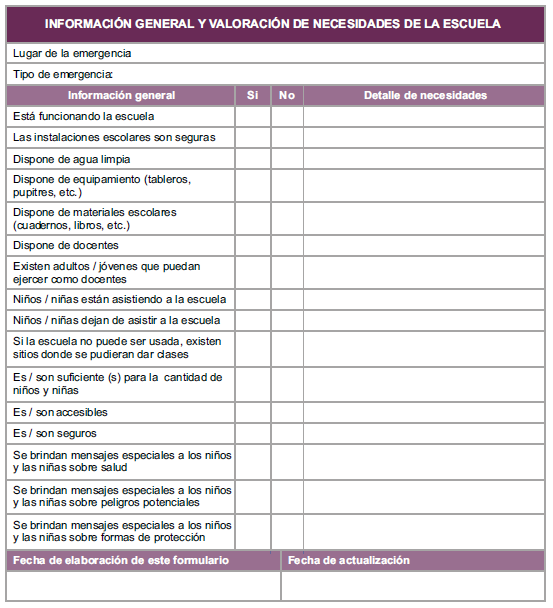 INFORMACIÓN GENERAL Y VALORACIÓN DE NECESIDADES DE LA ESCUELA
Lugar de la emergencia
Tipo de emergencia:
Información general Si No Detalle de necesidades
Está funcionando la escuela
Las instalaciones escolares son seguras
Dispone de agua limpia
Dispone de equipamiento (tableros,
pupitres, etc.)
Dispone de materiales escolares
(cuadernos, libros, etc.)
Dispone de docentes
Existen adultos / jóvenes que puedan
ejercer como docentes
Niños / niñas están asistiendo a la escuela
Niños / niñas dejan de asistir a la escuela
Si la escuela no puede ser usada, existen
sitios donde se pudieran dar clases
Es / son suficiente (s) para la cantidad de
niños y niñas
Es / son accesibles
Es / son seguros
Se brindan mensajes especiales a los niños
y las niñas sobre salud
Se brindan mensajes especiales a los niños
y las niñas sobre peligros potenciales
Se brindan mensajes especiales a los niños
y las niñas sobre formas de protección
Fecha de elaboración de este formulario Fecha de actualización